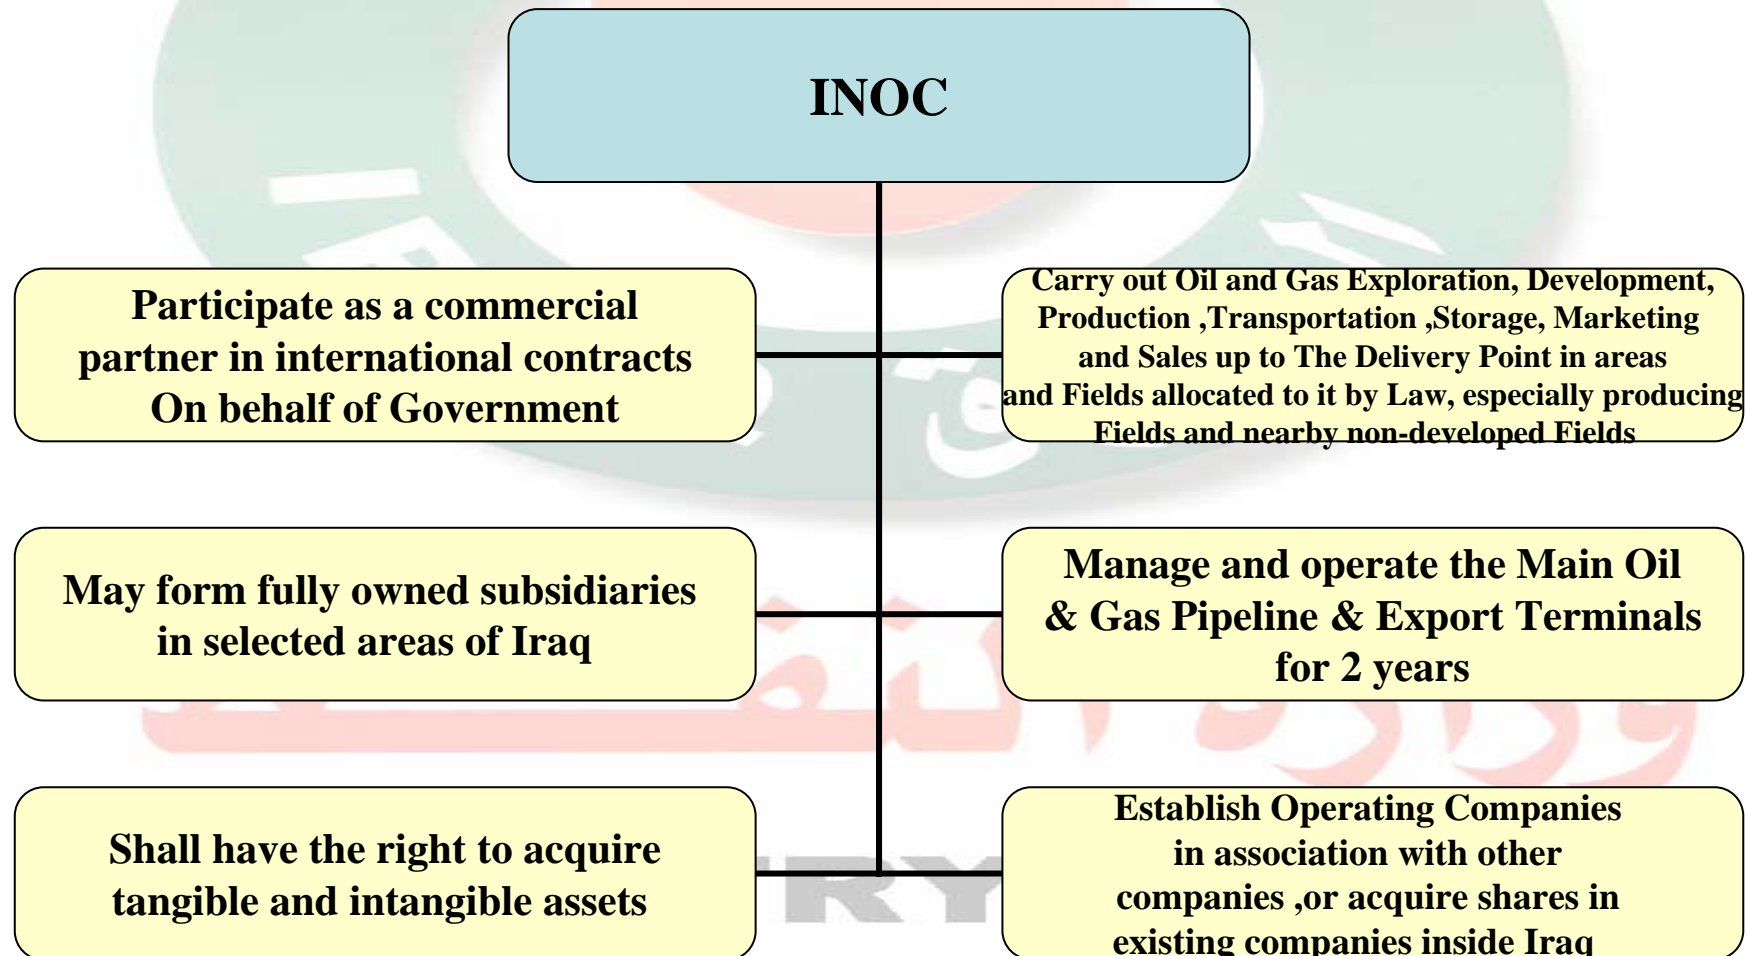 INOC
Participate as a commercial
partner in international contracts
On behalf of Government
Carry out Oil and Gas Exploration, Development,
Production ,Transportation ,Storage, Marketing
and Sales up to The Delivery Point in areas
and Fields allocated to it by Law, especially producing
Fields and nearby non-developed Fields
May form fully owned subsidiaries
in selected areas of Iraq
Manage and operate the Main Oil
& Gas Pipeline & Export Terminals
for 2 years
Shall have the right to acquire
tangible and intangible assets
Establish Operating Companies
in association with other
companies ,or acquire shares in
existing companies inside Iraq
وزارة النفط